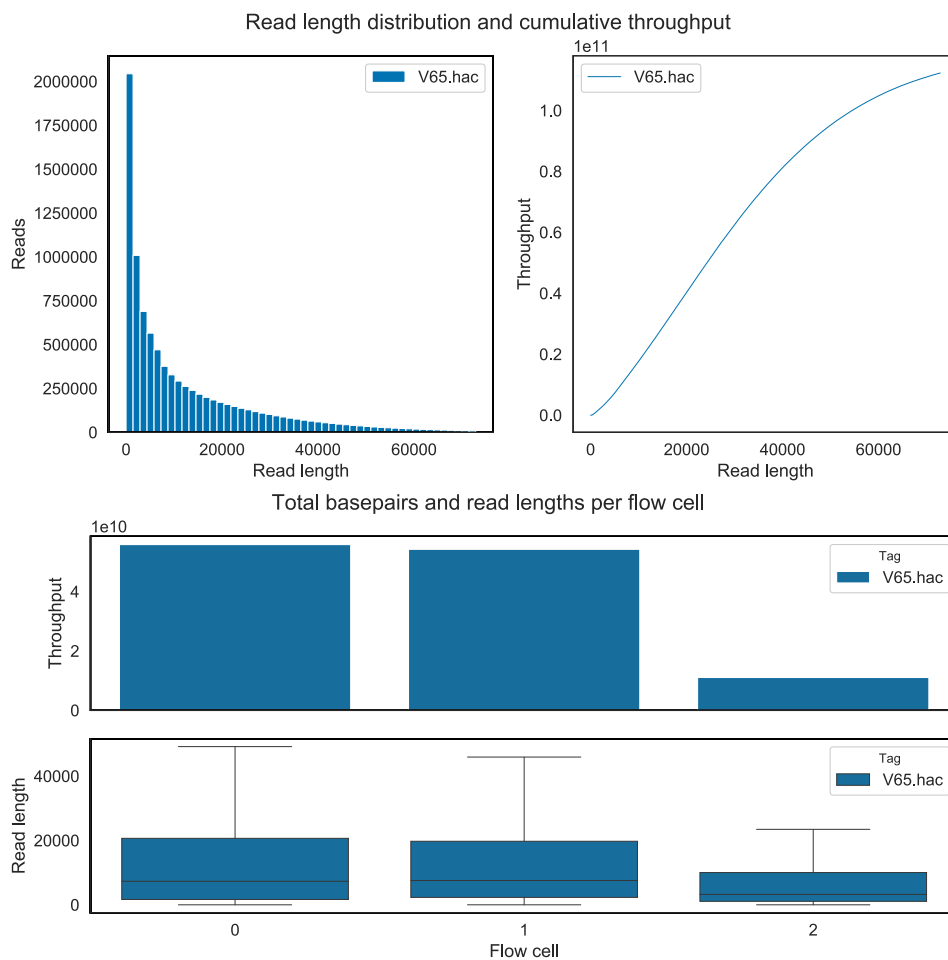 Read length distribution and cumulative throughput
2000000
1750000
1500000
1250000
1000000
750000
500000
250000
0
Reads
V65.hac
0 20000 40000 60000
Read length
1e11
1.0
0.8
0.6
0.4
0.2
0.0
Throughput
V65.hac
0 20000 40000 60000
Read length
Total basepairs and read lengths per flow cell
1e10
4
2
0
Throughput
Tag
V65.hac
40000
20000
0
Read length
Tag
V65.hac
0 1 2
Flow cell